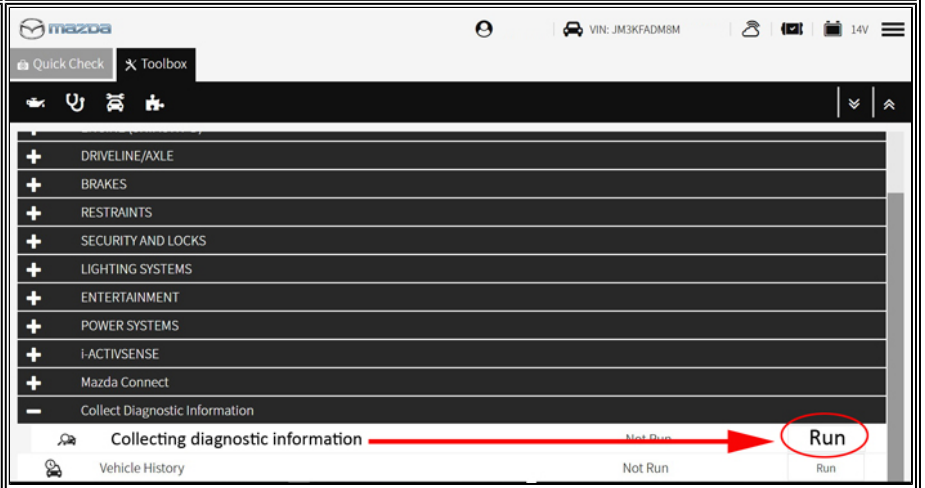 mazda
VIN: JM3KFADM8M
14V
Quick Check
Toolbox
DRIVELINE/AXLE
BRAKES
RESTRAINTS
SECURITY AND LOCKS
LIGHTING SYSTEMS
ENTERTAINMENT
POWER SYSTEMS
i-ACTIVSENSE
Mazda Connect
Collect Diagnostic Information
Collecting diagnostic information Not Run Run
Vehicle History Not Run Run